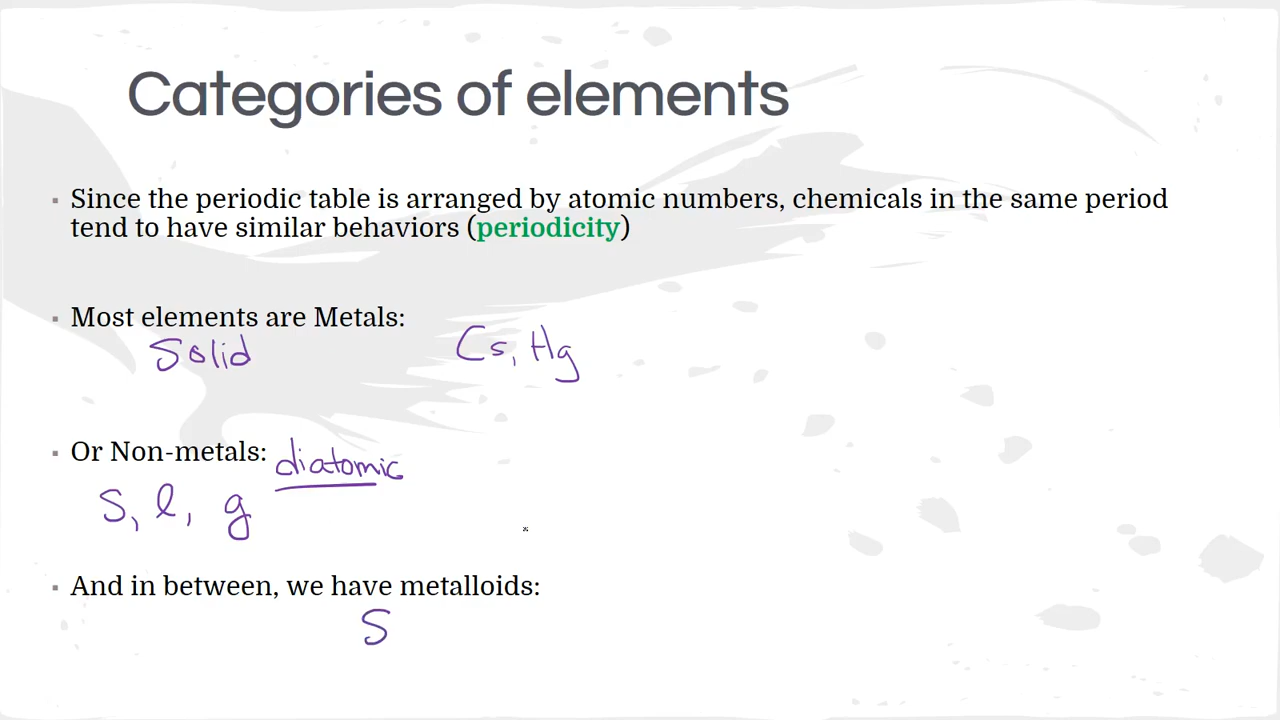 Categories of elements
▪ Since the periodic table is arranged by atomic numbers, chemicals in the same period
tend to have similar behaviors (periodicity)
▪ Most elements are Metals:
Solid Cs, Hg
▪ Or Non-metals: diatomic
S, l, g
▪ And in between, we have metalloids:
S